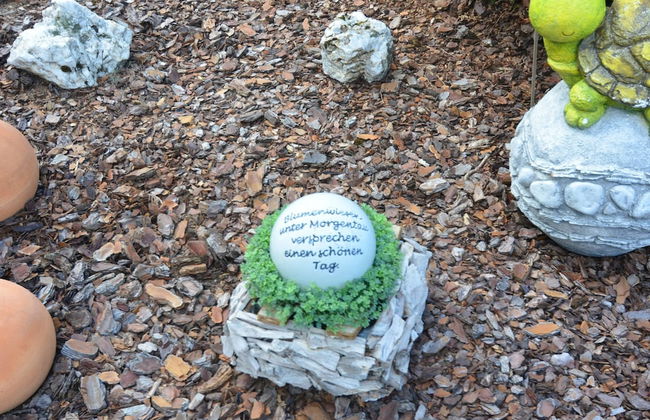 Blumenwiesen
unter Morgentau
versprechen
einen schönen
Tag.